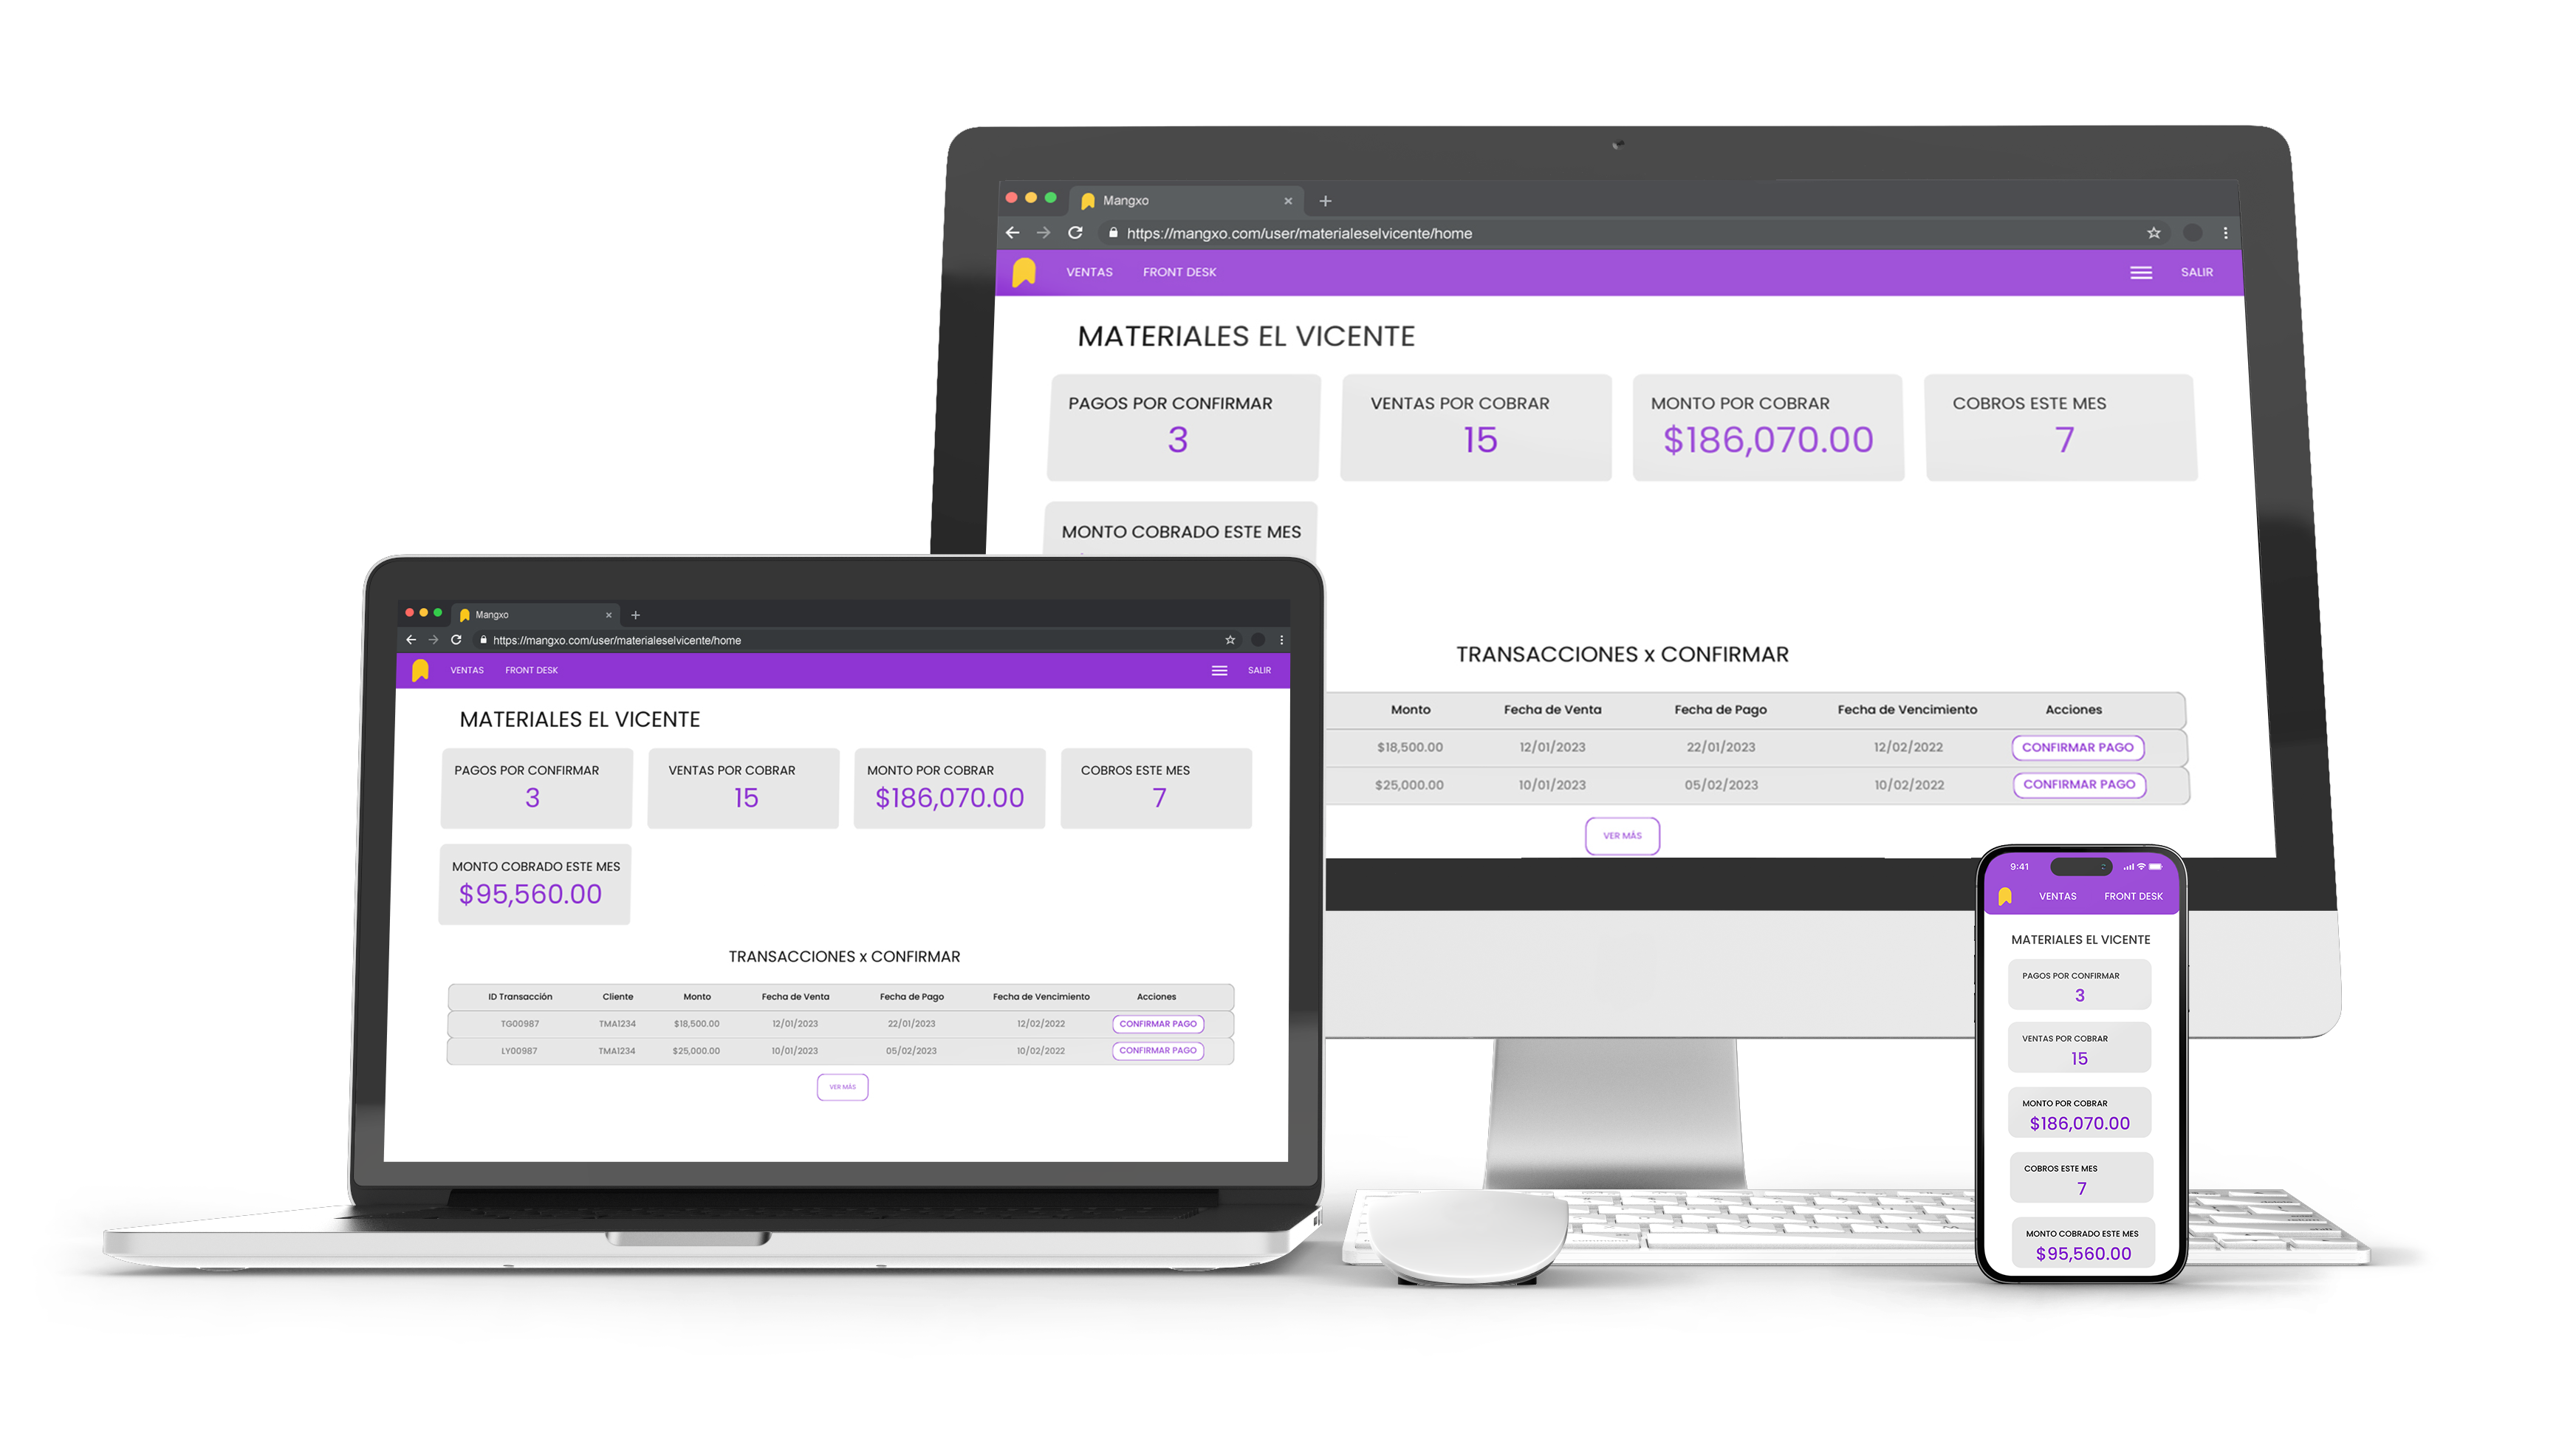 Mangxo
https://mangxo.com/user/materialeselvicente/home
VENTAS FRONT DESK SALIR
MATERIALES EL VICENTE
PAGOS POR CONFIRMAR VENTAS POR COBRAR MONTO POR COBRAR COBROS ESTE MES
3 15 $186,070.00 7
MONTO COBRADO ESTE MES
TRANSACCIONES x CONFIRMAR
Monto Fecha de Venta Fecha de Pago Fecha de Vencimiento Acciones
$18,500.00 12/01/2023 22/01/2023 12/02/2022 CONFIRMAR PAGO
$25,000.00 10/01/2023 05/02/2023 10/02/2022 CONFIRMAR PAGO
VER MÁS
Mangxo
https://mangxo.com/user/materialeselvicente/home
VENTAS FRONT DESK SALIR
MATERIALES EL VICENTE
PAGOS POR CONFIRMAR VENTAS POR COBRAR MONTO POR COBRAR COBROS ESTE MES
3 15 $186,070.00 7
MONTO COBRADO ESTE MES
$95,560.00
TRANSACCIONES x CONFIRMAR
ID Transacción Cliente Monto Fecha de Venta Fecha de Pago Fecha de Vencimiento Acciones
TG00987 TMA1234 $18,500.00 12/01/2023 22/01/2023 12/02/2022 CONFIRMAR PAGO
LY00987 TMA1234 $25,000.00 10/01/2023 05/02/2023 10/02/2022 CONFIRMAR PAGO
VER MÁS
9:41
VENTAS FRONT DESK
MATERIALES EL VICENTE
PAGOS POR CONFIRMAR
3
VENTAS POR COBRAR
15
MONTO POR COBRAR
$186,070.00
COBROS ESTE MES
7
MONTO COBRADO ESTE MES
$95,560.00